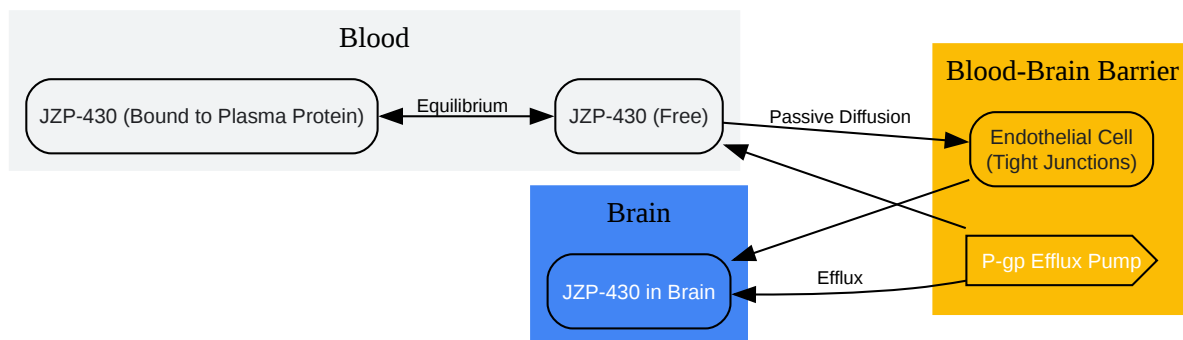 Blood
JZP-430 (Bound to Plasma Protein)
Equilibrium
JZP-430 (Free)
Passive Diffusion
Blood-Brain Barrier
Endothelial Cell
(Tight Junctions)
P-gp Efflux Pump
Efflux
Brain
JZP-430 in Brain